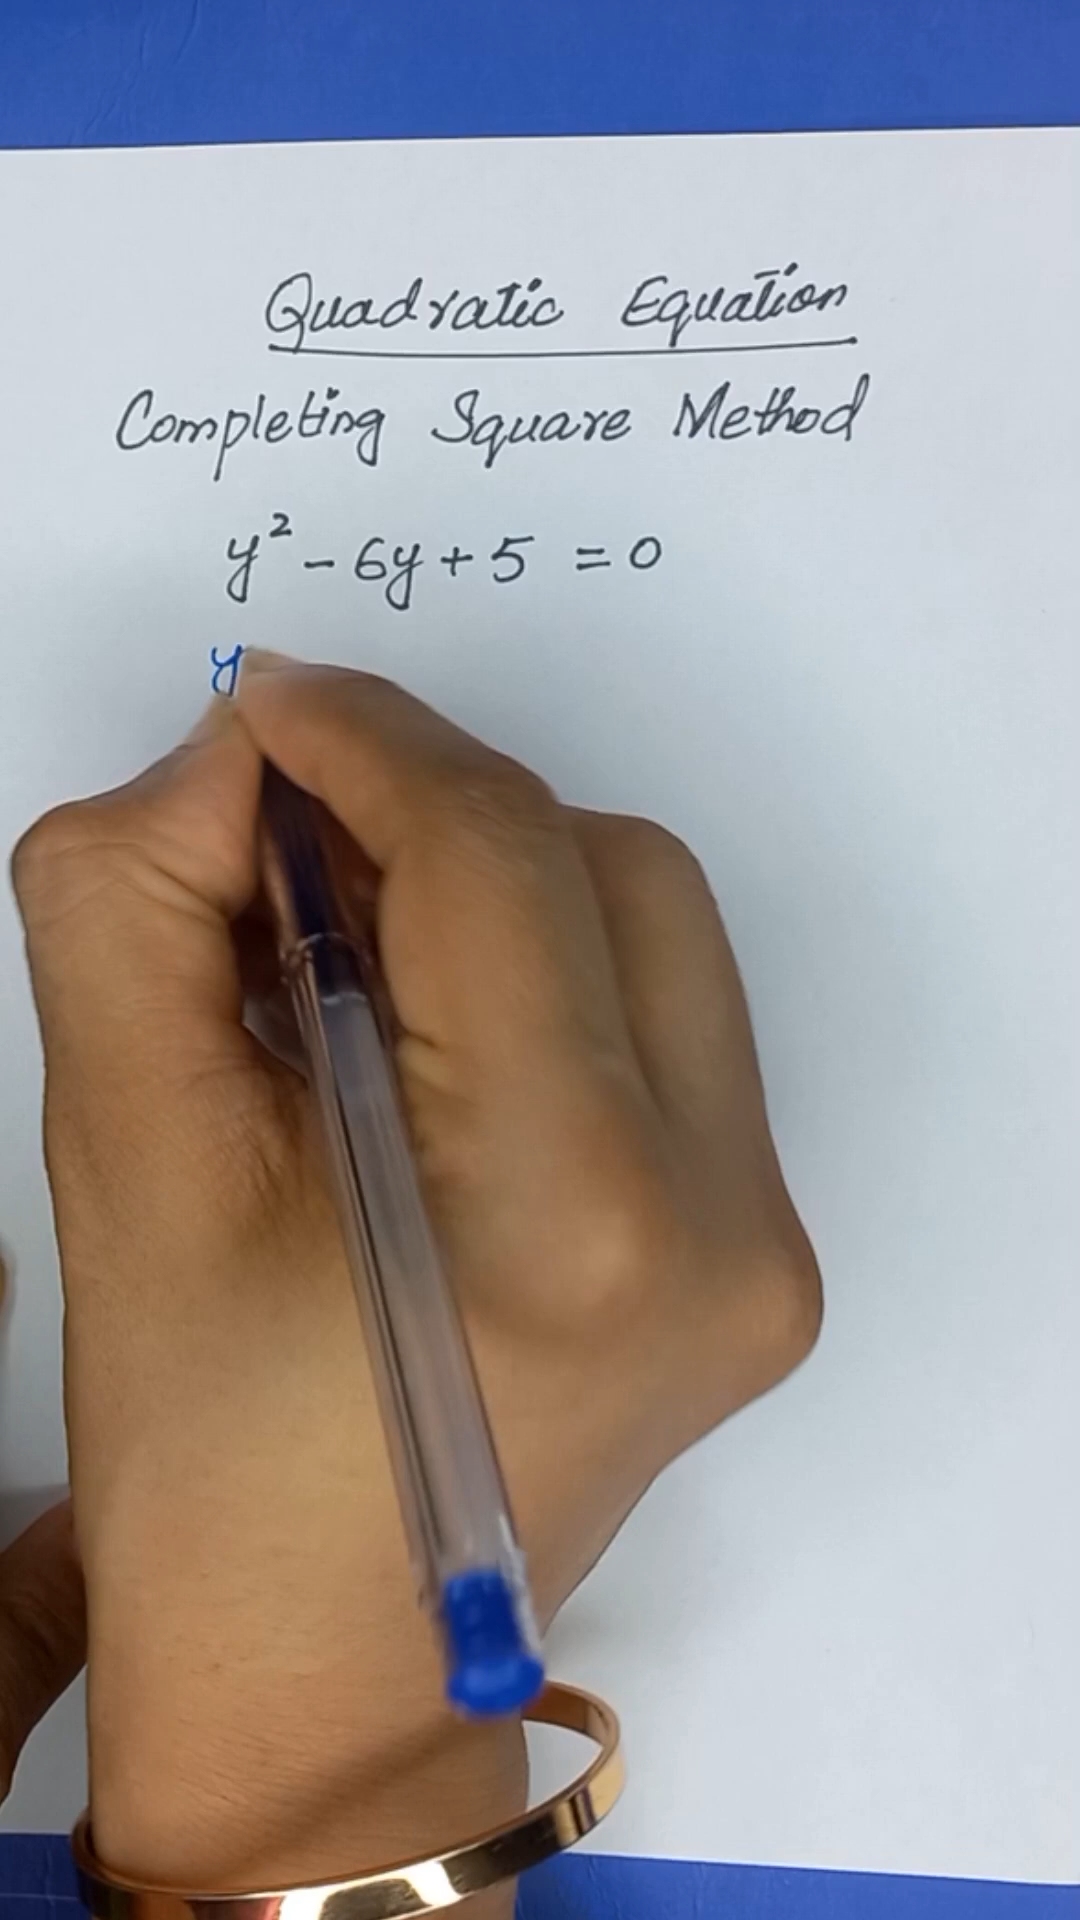 Quadratic Equation
Completing Square Method
y² - 6y + 5 = 0
y